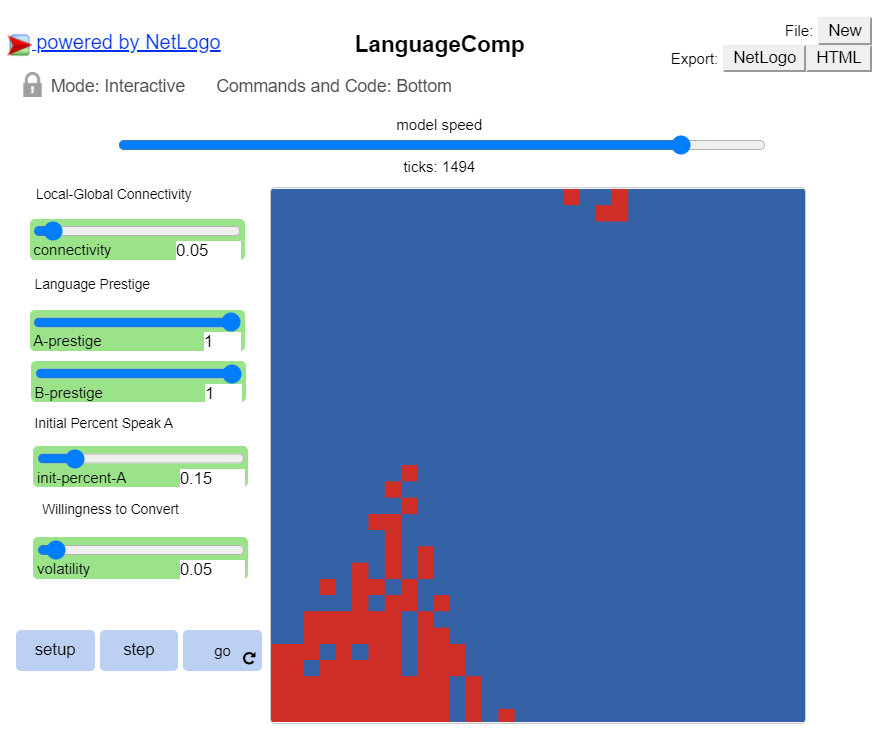 powered by NetLogo
LanguageComp
File: New
Export: NetLogo HTML
Mode: Interactive Commands and Code: Bottom
model speed
ticks: 1494
Local-Global Connectivity
connectivity 0.05
Language Prestige
A-prestige 1
B-prestige 1
Initial Percent Speak A
init-percent-A 0.15
Willingness to Convert
volatility 0.05
setup step go